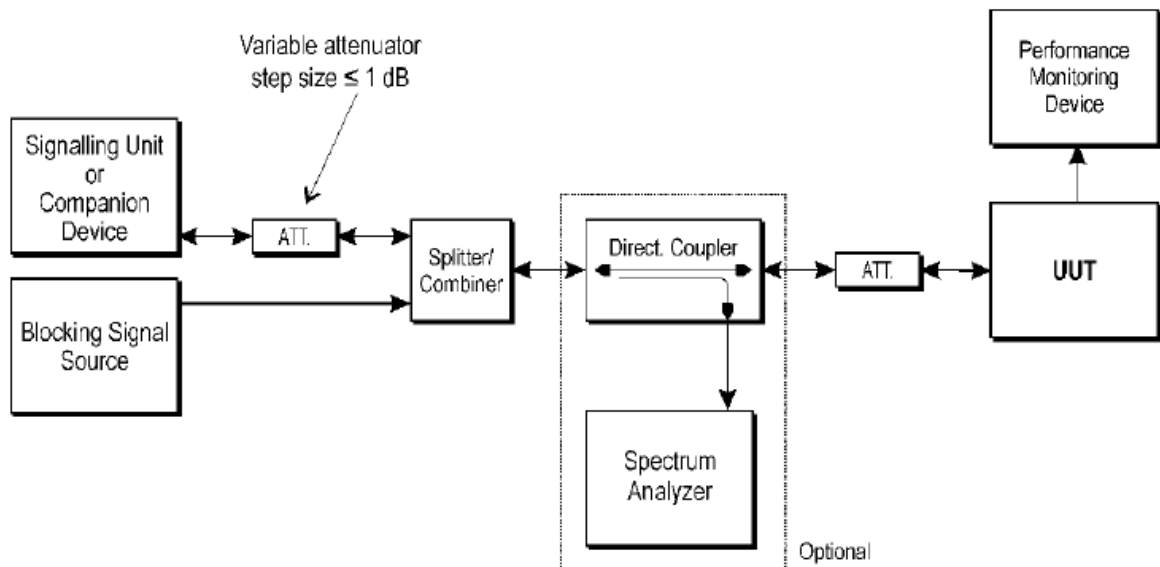 Variable attenuator
step size ≤ 1 dB
Performance
Monitoring
Device
Signalling Unit
or
Companion
Device
ATT.
Splitter/
Combiner
Direct. Coupler
ATT.
UUT
Blocking Signal
Source
Spectrum
Analyzer
Optional